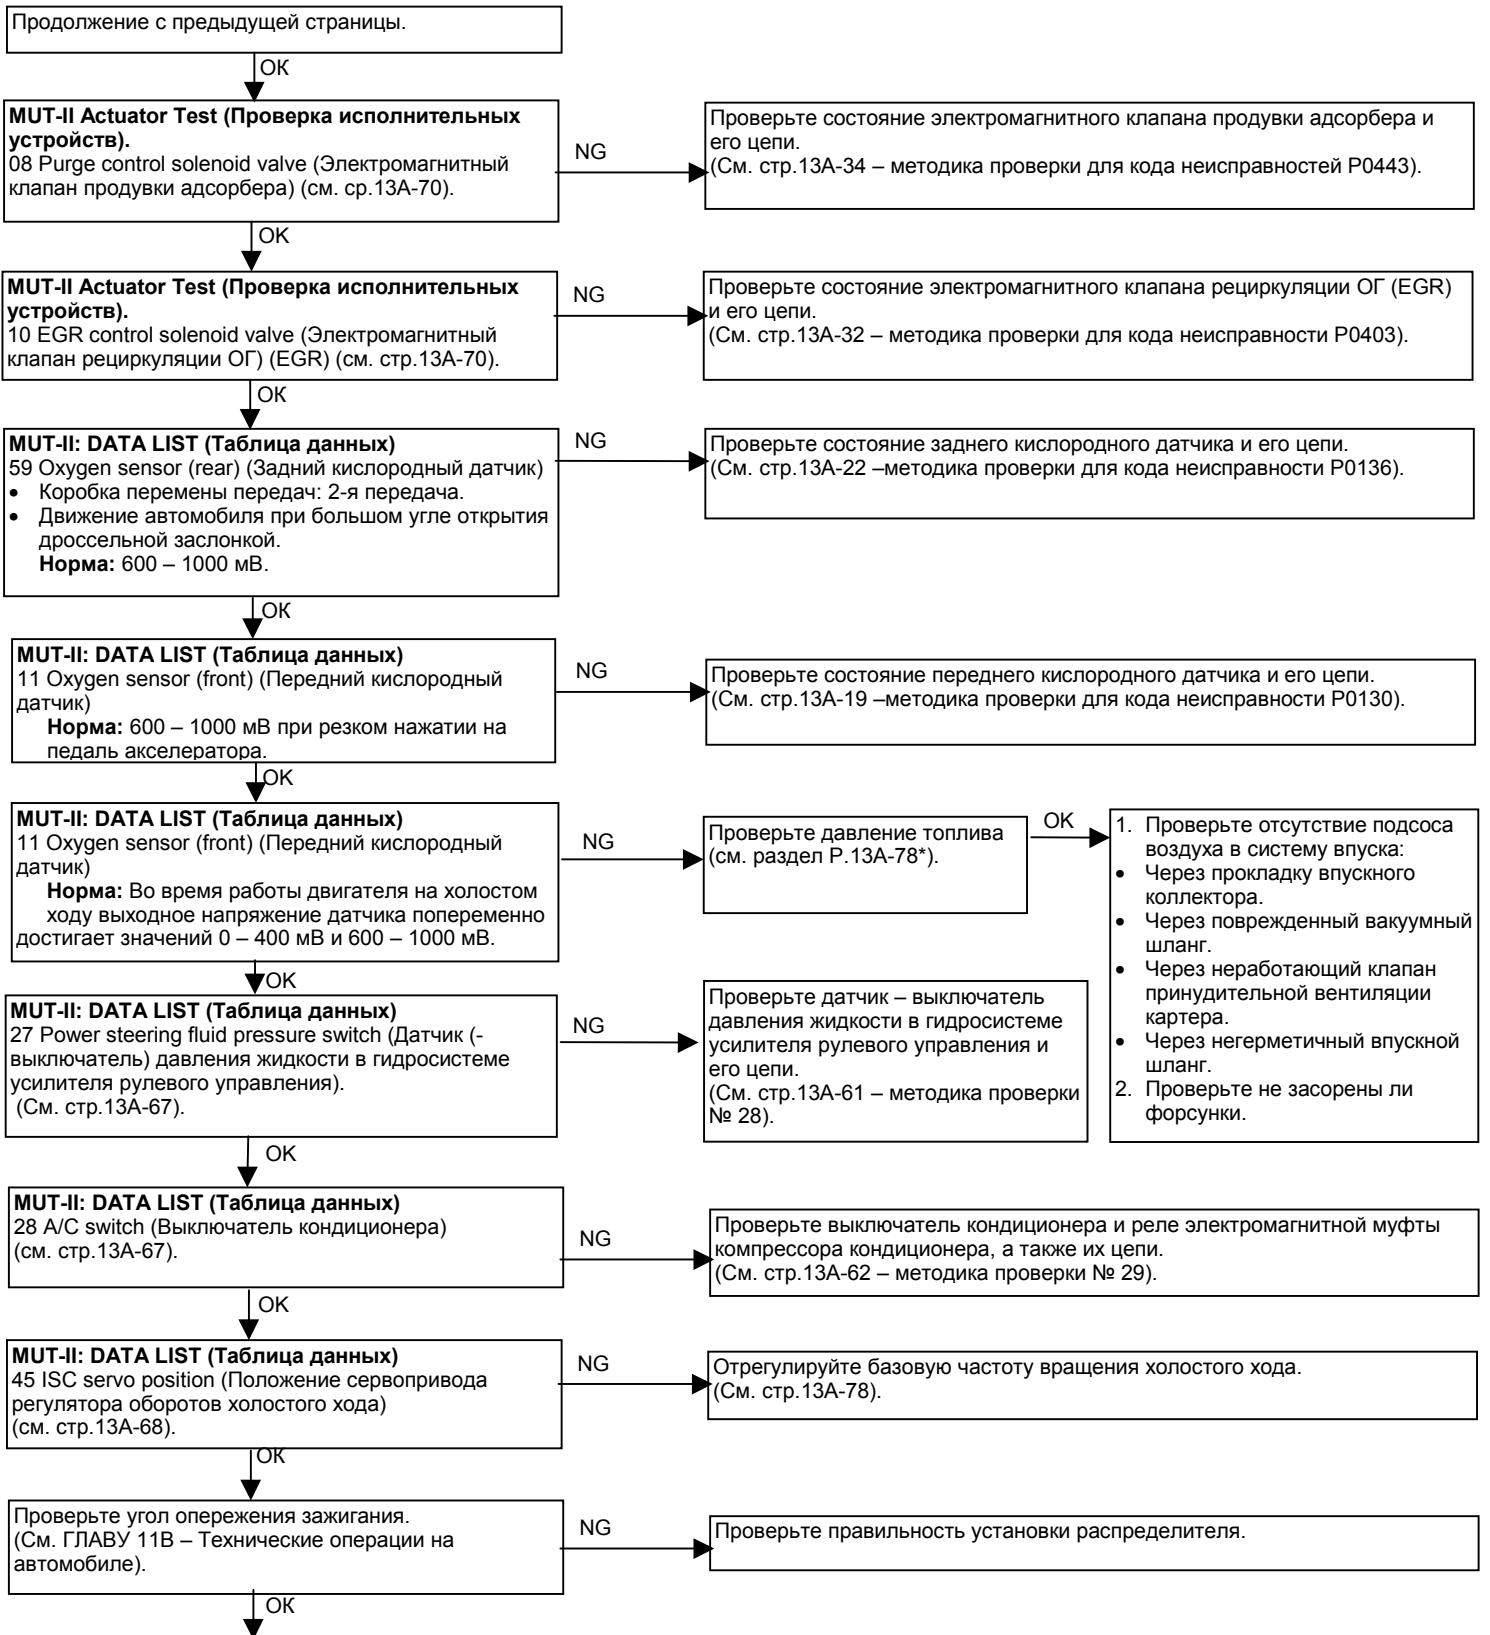 Продолжение с предыдущей страницы.
OK
MUT-II Actuator Test (Проверка исполнительных
устройств).
08 Purge control solenoid valve (Электромагнитный
клапан продувки адсорбера) (см. ср.13А-70).
NG
Проверьте состояние электромагнитного клапана продувки адсорбера и
его цепи.
(См. стр.13А-34 – методика проверки для кода неисправностей Р0443).
OK
MUT-II Actuator Test (Проверка исполнительных
устройств).
10 EGR control solenoid valve (Электромагнитный
клапан рециркуляции ОГ) (EGR) (см. стр.13А-70).
NG
Проверьте состояние электромагнитного клапана рециркуляции ОГ (EGR)
и его цепи.
(См. стр.13А-32 – методика проверки для кода неисправности Р0403).
OK
MUT-II: DATA LIST (Таблица данных)
59 Oxygen sensor (rear) (Задний кислородный датчик)
• Коробка перемены передач: 2-я передача.
• Движение автомобиля при большом угле открытия
дроссельной заслонкой.
Норма: 600 – 1000 мВ.
NG
Проверьте состояние заднего кислородного датчика и его цепи.
(См. стр.13А-22 –методика проверки для кода неисправности Р0136).
OK
MUT-II: DATA LIST (Таблица данных)
11 Oxygen sensor (front) (Передний кислородный
датчик)
Норма: 600 – 1000 мВ при резком нажатии на
педаль акселератора.
NG
Проверьте состояние переднего кислородного датчика и его цепи.
(См. стр.13А-19 –методика проверки для кода неисправности Р0130).
OK
MUT-II: DATA LIST (Таблица данных)
11 Oxygen sensor (front) (Передний кислородный
датчик)
Норма: Во время работы двигателя на холостом
ходу выходное напряжение датчика попеременно
достигает значений 0 – 400 мВ и 600 – 1000 мВ.
NG
Проверьте давление топлива
(см. раздел Р.13А-78*).
OK
1. Проверьте отсутствие подсоса
воздуха в систему впуска:
• Через прокладку впускного
коллектора.
• Через поврежденный вакуумный
шланг.
• Через неработающий клапан
принудительной вентиляции
картера.
• Через негерметичный впускной
шланг.
2. Проверьте не засорены ли
форсунки.
OK
MUT-II: DATA LIST (Таблица данных)
27 Power steering fluid pressure switch (Датчик (-
выключатель) давления жидкости в гидросистеме
усилителя рулевого управления).
(См. стр.13А-67).
NG
Проверьте датчик – выключатель
давления жидкости в гидросистеме
усилителя рулевого управления и
его цепи.
(См. стр.13А-61 – методика проверки
№ 28).
OK
MUT-II: DATA LIST (Таблица данных)
28 A/C switch (Выключатель кондиционера)
(см. стр.13А-67).
NG
Проверьте выключатель кондиционера и реле электромагнитной муфты
компрессора кондиционера, а также их цепи.
(См. стр.13А-62 – методика проверки № 29).
OK
MUT-II: DATA LIST (Таблица данных)
45 ISC servo position (Положение сервопривода
регулятора оборотов холостого хода)
(см. стр.13А-68).
NG
Отрегулируйте базовую частоту вращения холостого хода.
(См. стр.13А-78).
OK
Проверьте угол опережения зажигания.
(См. ГЛАВУ 11В – Технические операции на
автомобиле).
NG
Проверьте правильность установки распределителя.
OK